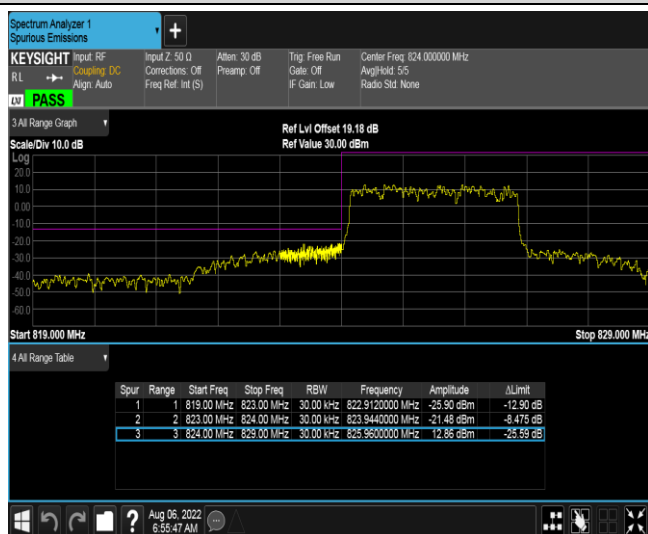 Spectrum Analyzer 1
Spurious Emissions
KEYSIGHT
RL
LXI
PASS
Input: RF
Coupling: DC
Align: Auto
Input Z: 50 Ω
Corrections: Off
Freq Ref: Int (S)
Atten: 30 dB
Preamp: Off
Trig: Free Run
Gate: Off
IF Gain: Low
Center Freq: 824.000000 MHz
Avg|Hold: 5/5
Radio Std: None
3 All Range Graph
Scale/Div 10.0 dB
Ref Lvl Offset 19.18 dB
Ref Value 30.00 dBm
Log
20.0
10.0
0.00
-10.0
-20.0
-30.0
-40.0
-50.0
-60.0
Start 819.000 MHz Stop 829.000 MHz
4 All Range Table
Spur Range Start Freq Stop Freq RBW Frequency Amplitude ΔLimit
1 1 819.00 MHz 823.00 MHz 30.00 kHz 822.9120000 MHz -25.90 dBm -12.90 dB
2 2 823.00 MHz 824.00 MHz 30.00 kHz 823.9440000 MHz -21.48 dBm -8.475 dB
3 3 824.00 MHz 829.00 MHz 30.00 kHz 825.9600000 MHz 12.86 dBm -25.59 dB
Aug 06, 2022
6:55:47 AM